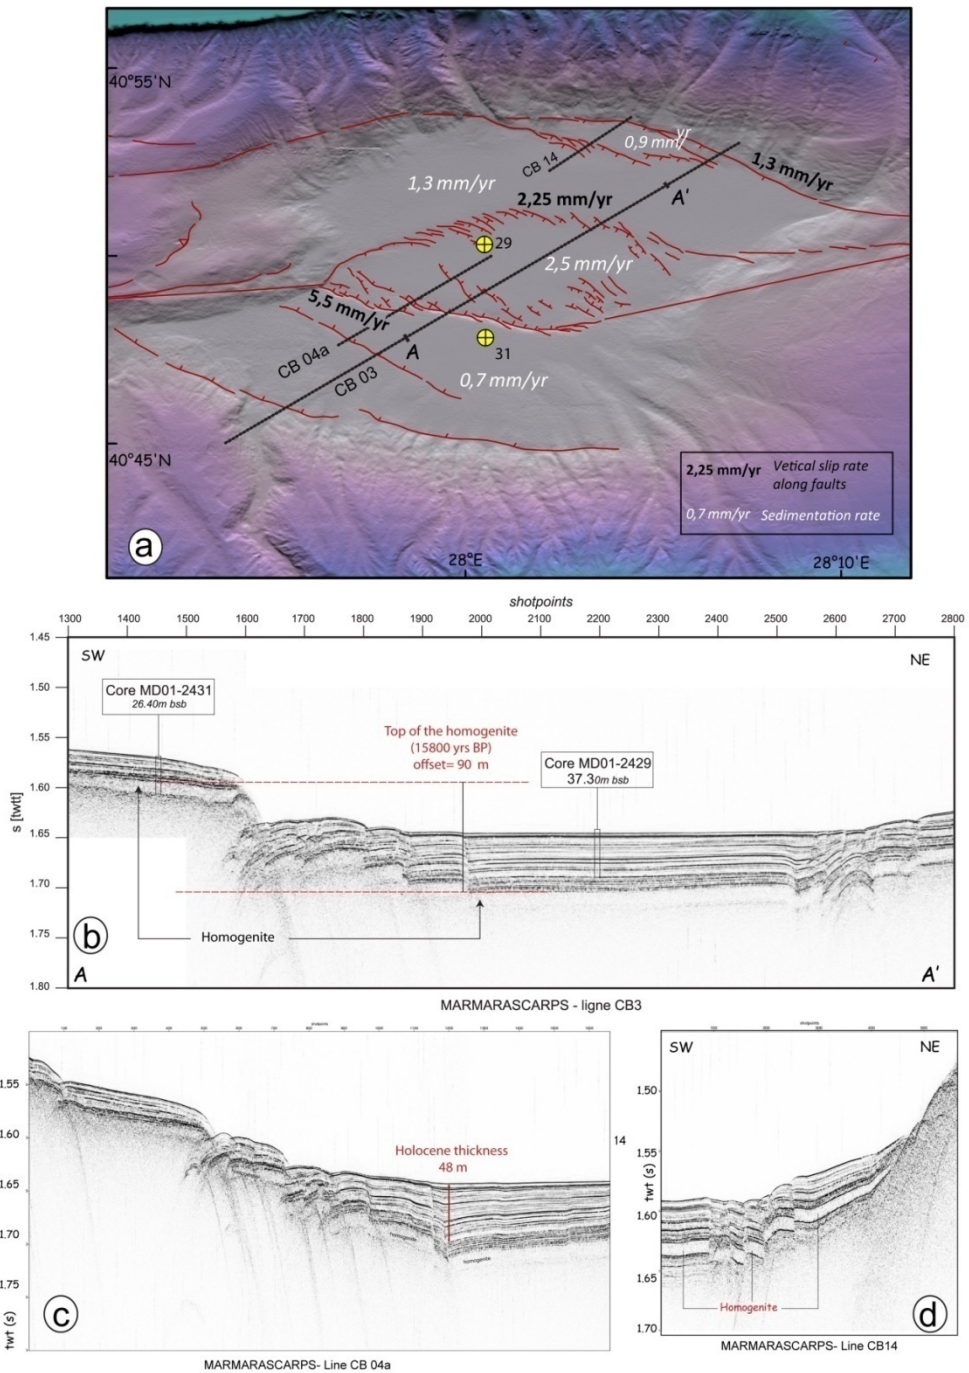 40°55'N
0,9 mm/yr
CB 14
1,3 mm/yr
1,3 mm/yr
A'
2,25 mm/yr
29
2,5 mm/yr
5,5 mm/yr
CB 04a
A
31
CB 03
0,7 mm/yr
40°45'N
2,25 mm/yr Vetical slip rate
along faults
0,7 mm/yr Sedimentation rate
a
28°E
28°10'E
shotpoints
1300 1400 1500 1600 1700 1800 1900 2000 2100 2200 2300 2400 2500 2600 2700 2800
1.45
SW
NE
1.50
Core MD01-2431
26.40m bsb
1.55
Top of the homogenite
(15800 yrs BP)
offset= 90 m
Core MD01-2429
37.30m bsb
1.60
s [twtt]
1.65
1.70
1.75
Homogenite
b
1.80
A
A'
MARMARASCARPS - ligne CB3
shotpoints
1.55
1.60
Holocene thickness
48 m
1.65
1.70
homogenite
1.75
twt (s)
c
MARMARASCARPS- Line CB 04a
14
shotpoints
SW
NE
1.50
1.55
twt (s)
1.60
1.65
Homogenite
1.70
d
MARMARASCARPS- Line CB14